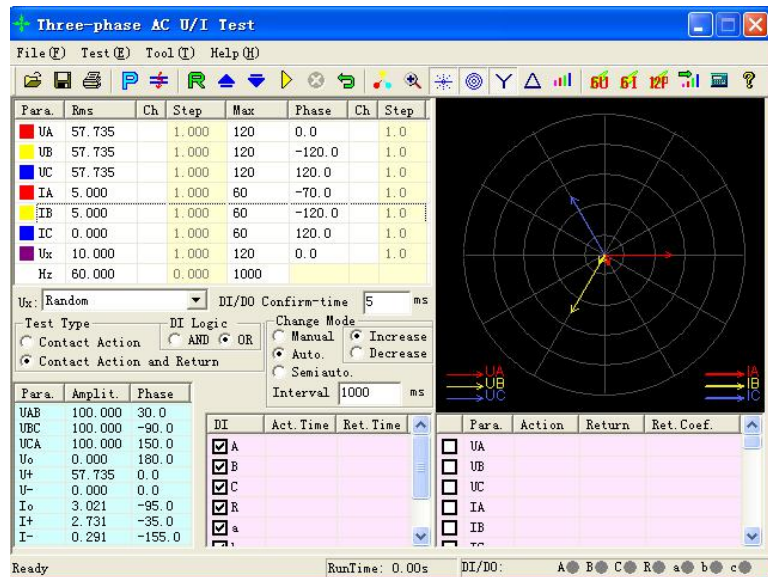 Three-phase AC U/I Test
File(F) Test(E) Tool(T) Help(H)
P R 6U 6I 12P ?
Para. Rms Ch Step Max Phase Ch Step
UA 57.735 1.000 120 0.0 1.0
UB 57.735 1.000 120 -120.0 1.0
UC 57.735 1.000 120 120.0 1.0
IA 5.000 1.000 60 -70.0 1.0
IB 5.000 1.000 60 -120.0 1.0
IC 0.000 1.000 60 120.0 1.0
Ux 10.000 1.000 120 0.0 1.0
Hz 60.000 0.000 1000
Ux: Random DI/DO Confirm-time 5 ms
Test Type DI Logic Change Mode
Contact Action AND OR Manual Increase
Contact Action and Return Auto. Decrease
Semiauto.
Interval 1000 ms
UA IA
UB IB
UC IC
Para. Amplit. Phase
UAB 100.000 30.0
UBC 100.000 -90.0
UCA 100.000 150.0
Uo 0.000 180.0
U+ 57.735 0.0
U- 0.000 0.0
Io 3.021 -95.0
I+ 2.731 -35.0
I- 0.291 -155.0
DI Act.Time Ret.Time
A
B
C
R
a
Para. Action Return Ret.Coef.
UA
UB
UC
IA
IB
Ready RunTime: 0.00s DI/DO: A B C R a b c